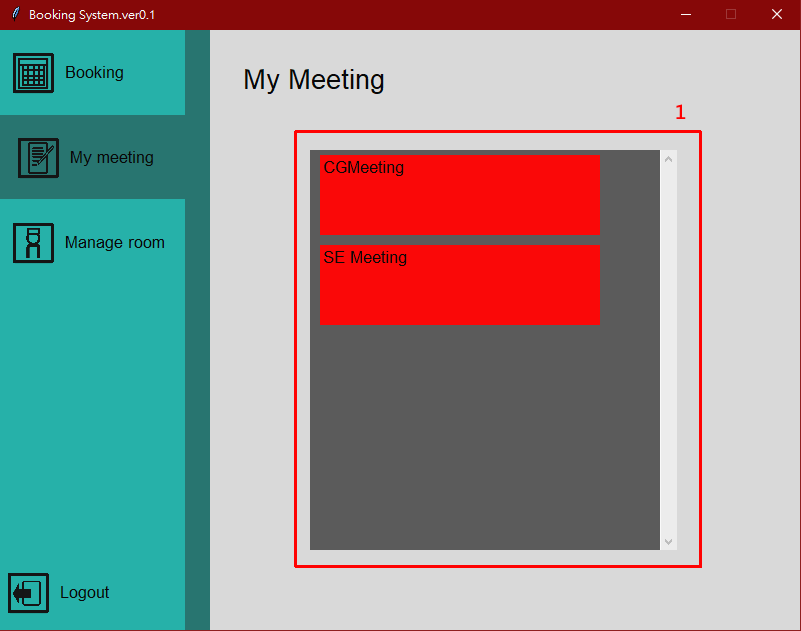 Booking System.ver0.1
Booking
My meeting
Manage room
Logout
My Meeting
1
CGMeeting
SE Meeting